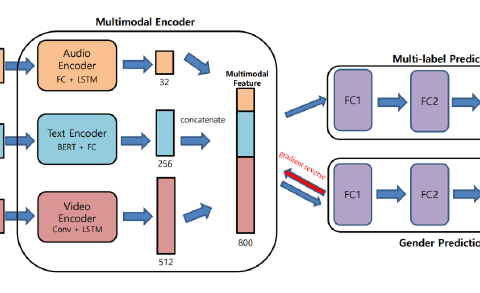 Multimodal Encoder
Audio
Encoder
FC + LSTM
32
Text Encoder
BERT + FC
256
Video
Encoder
Conv + LSTM
512
concatenate
Multimodal
Feature
800
gradient reverse
Multi-label Predic
FC1
FC2
FC1
FC2
Gender Predictio